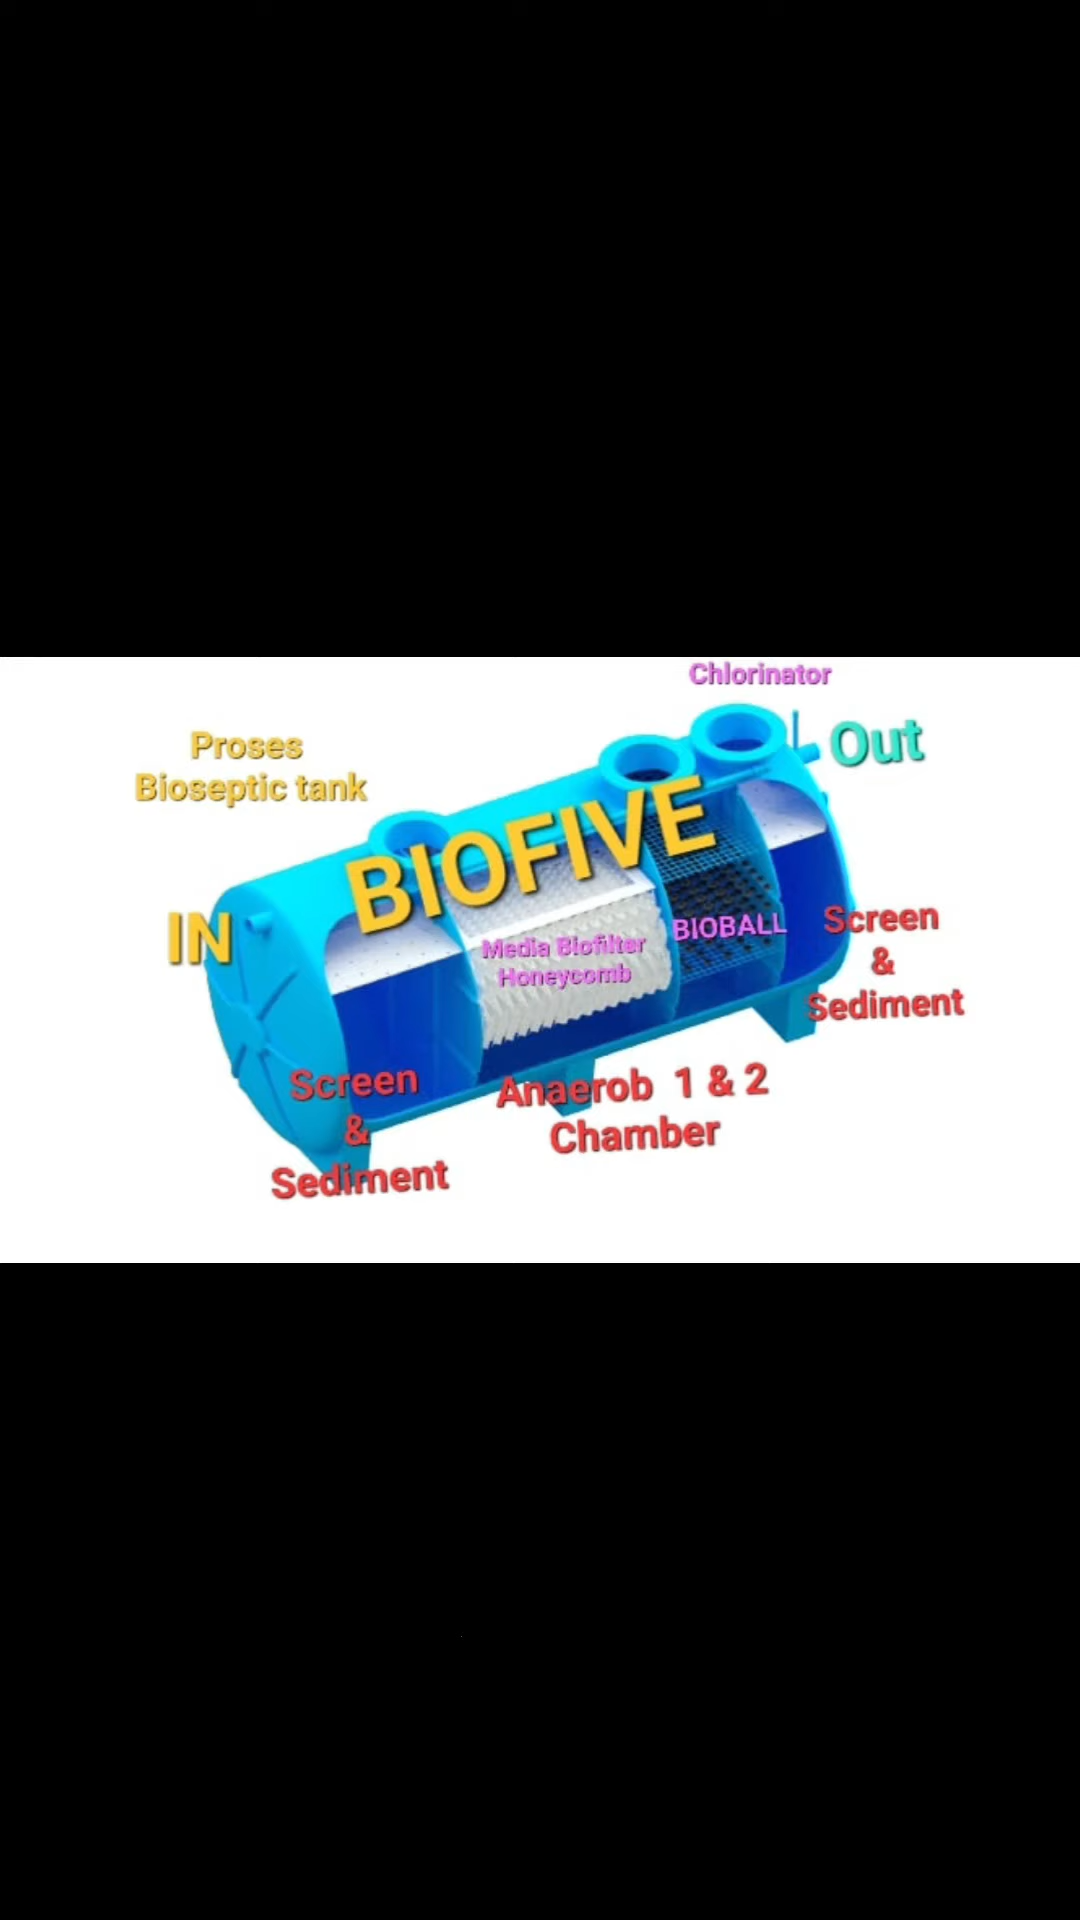 Chlorinator
Proses
Bioseptic tank
Out
BIOFIVE
IN
Media Biofilter
Honeycomb
BIOBALL
Screen
&
Sediment
Screen
&
Sediment
Anaerob 1 & 2
Chamber